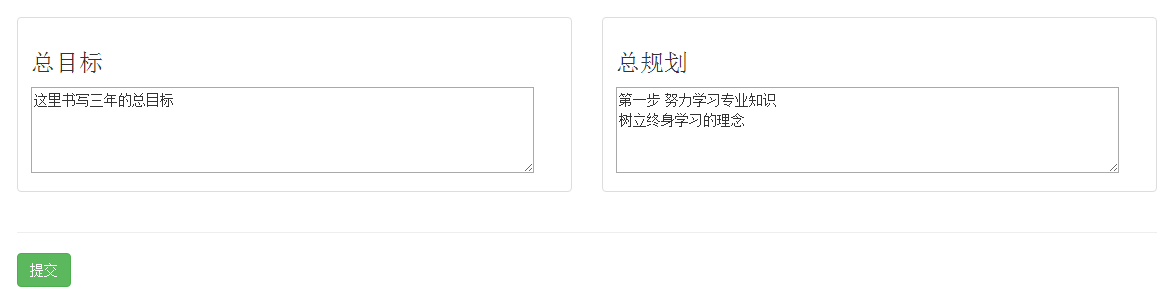 总目标
这里书写三年的总目标
总规划
第一步 努力学习专业知识
树立终身学习的理念
提交